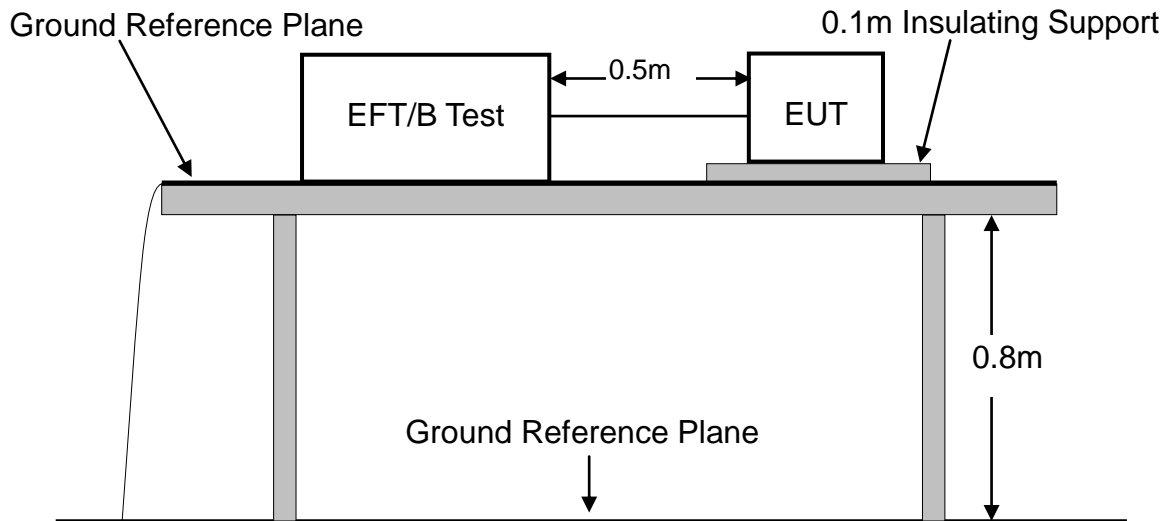 Ground Reference Plane
0.1m Insulating Support
0.5m
EFT/B Test
EUT
0.8m
Ground Reference Plane